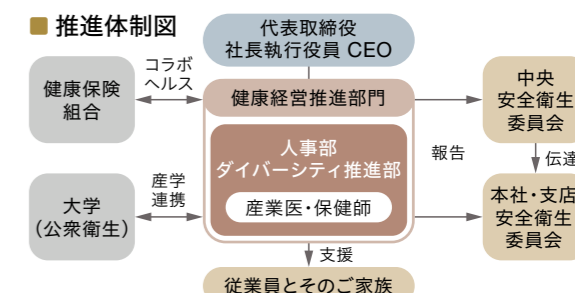 ■ 推進体制図
代表取締役
社長執行役員 CEO
コラボ
ヘルス
健康保険
組合
健康経営推進部門
中央
安全衛生
委員会
人事部
ダイバーシティ推進部
報告
伝達
産学
連携
大学
(公衆衛生)
産業医・保健師
本社・支店
安全衛生
委員会
支援
従業員とそのご家族